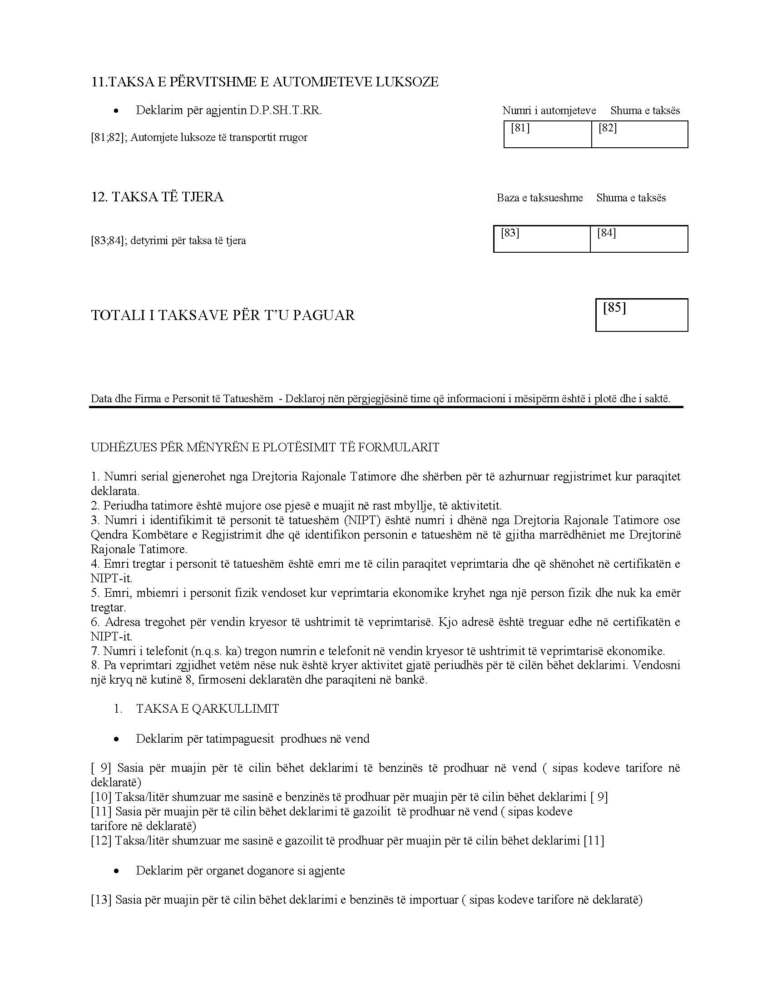 11.TAKSA E PËRVITSHME E AUTOMJETEVE LUKSOZE
• Deklarim për agjentin D.P.SH.T.RR. Numri i automjeteve Shuma e taksës
[81] [82]
[81;82]; Automjete luksoze të transportit rrugor
12. TAKSA TË TJERA Baza e taksueshme Shuma e taksës
[83] [84]
[83;84]; detyrimi për taksa të tjera
[85]
TOTALI I TAKSAVE PËR T’U PAGUAR
Data dhe Firma e Personit të Tatueshëm - Deklaroj nën përgjegjësinë time që informacioni i mësipërm është i plotë dhe i saktë.
UDHËZUES PËR MËNYRËN E PLOTËSIMIT TË FORMULARIT
1. Numri serial gjenerohet nga Drejtoria Rajonale Tatimore dhe shërben për të azhurnuar regjistrimet kur paraqitet
deklarata.
2. Periudha tatimore është mujore ose pjesë e muajit në rast mbyllje, të aktivitetit.
3. Numri i identifikimit të personit të tatueshëm (NIPT) është numri i dhënë nga Drejtoria Rajonale Tatimore ose
Qendra Kombëtare e Regjistrimit dhe që identifikon personin e tatueshëm në të gjitha marrëdhëniet me Drejtorinë
Rajonale Tatimore.
4. Emri tregtar i personit të tatueshëm është emri me të cilin paraqitet veprimtaria dhe që shënohet në certifikatën e
NIPT-it.
5. Emri, mbiemri i personit fizik vendoset kur veprimtaria ekonomike kryhet nga një person fizik dhe nuk ka emër
tregtar.
6. Adresa tregohet për vendin kryesor të ushtrimit të veprimtarisë. Kjo adresë është treguar edhe në certifikatën e
NIPT-it.
7. Numri i telefonit (n.q.s. ka) tregon numrin e telefonit në vendin kryesor të ushtrimit të veprimtarisë ekonomike.
8. Pa veprimtari zgjidhet vetëm nëse nuk është kryer aktivitet gjatë periudhës për të cilën bëhet deklarimi. Vendosni
një kryq në kutinë 8, firmoseni deklaratën dhe paraqiteni në bankë.
1. TAKSA E QARKULLIMIT
• Deklarim për tatimpaguesit prodhues në vend
[ 9] Sasia për muajin për të cilin bëhet deklarimi të benzinës të prodhuar në vend ( sipas kodeve tarifore në
deklaratë)
[10] Taksa/litër shumzuar me sasinë e benzinës të prodhuar për muajin për të cilin bëhet deklarimi [ 9]
[11] Sasia për muajin për të cilin bëhet deklarimi të gazoilit të prodhuar në vend ( sipas kodeve
tarifore në deklaratë)
[12] Taksa/litër shumzuar me sasinë e gazoilit të prodhuar për muajin për të cilin bëhet deklarimi [11]
• Deklarim për organet doganore si agjente
[13] Sasia për muajin për të cilin bëhet deklarimi e benzinës të importuar ( sipas kodeve tarifore në deklaratë)